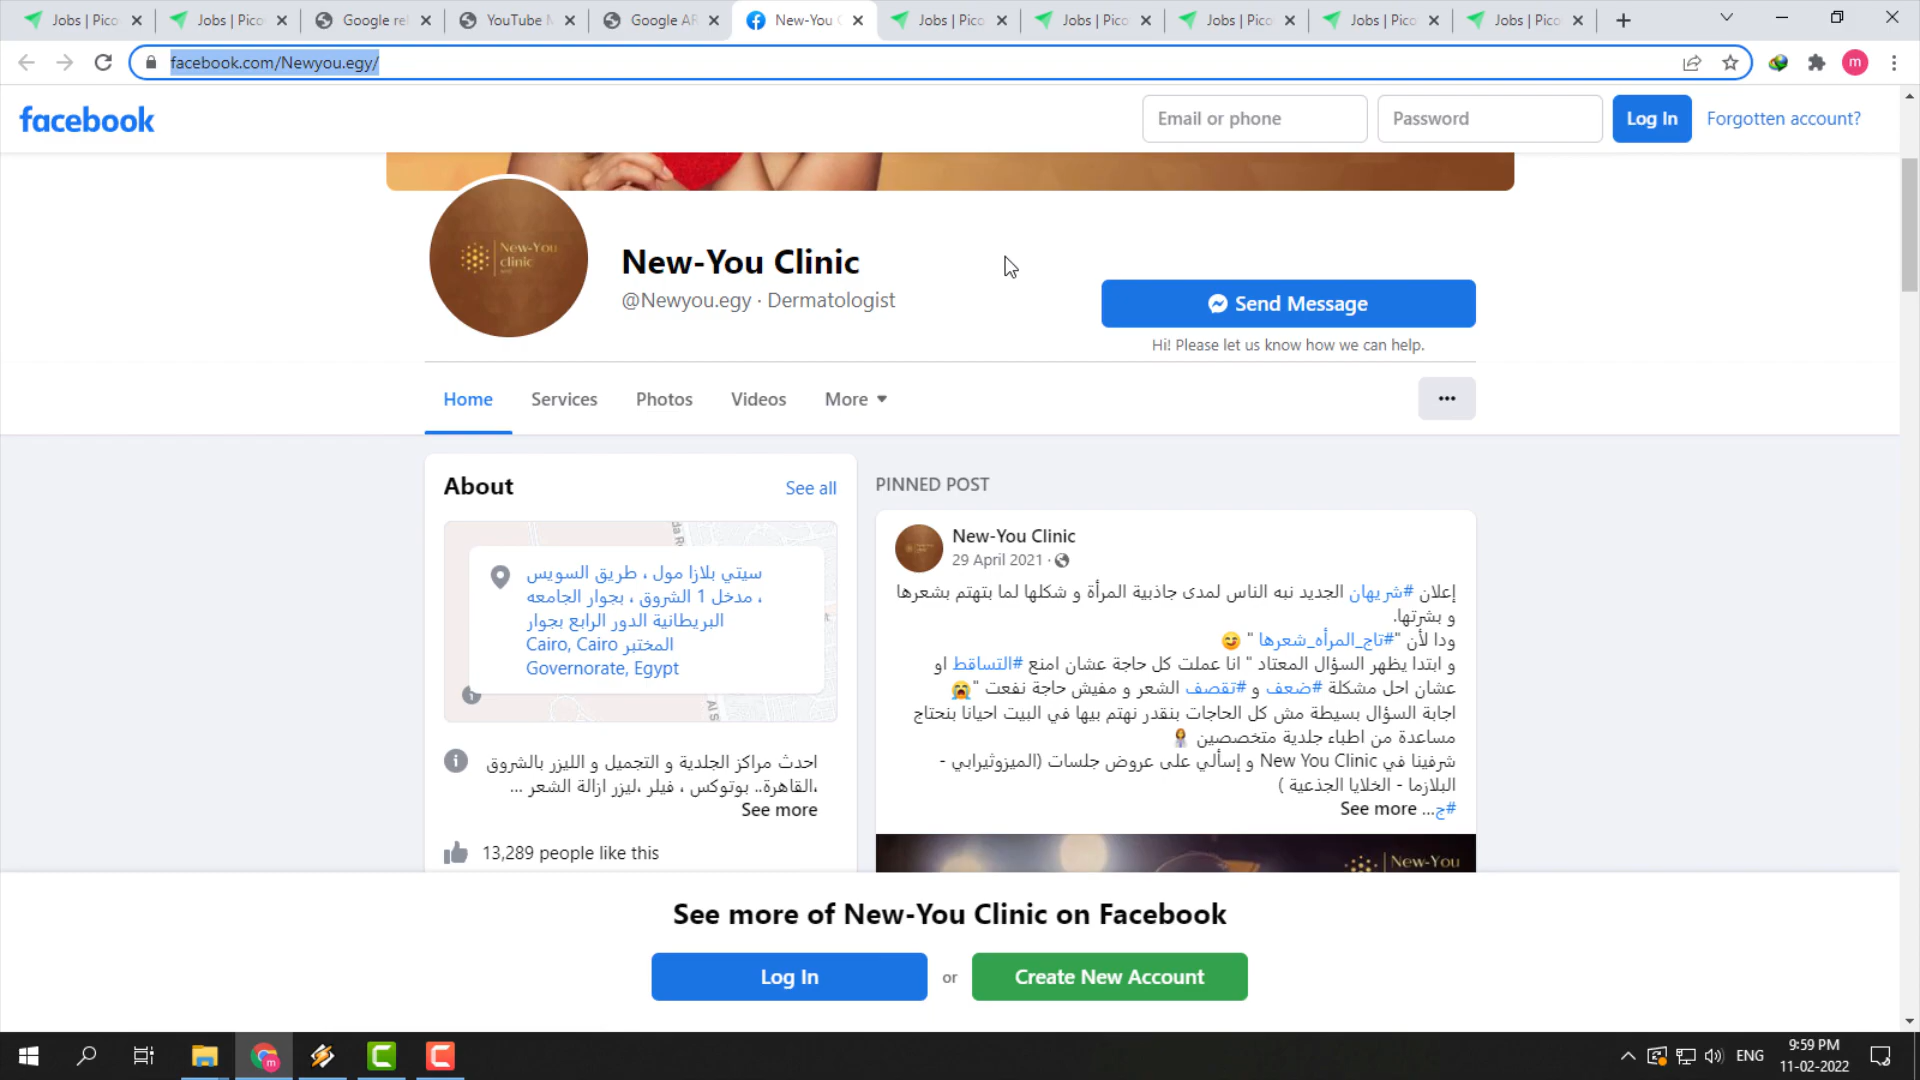 Jobs | Pico
Jobs | Pico
Google re
YouTube
Google AF
New-You
Jobs | Pico
Jobs | Pico
Jobs | Pico
Jobs | Pico
Jobs | Pico
facebook.com/Newyou.egy/
m
facebook
Email or phone
Password
Log In
Forgotten account?
New-You
clinic
New-You Clinic
@Newyou.egy · Dermatologist
Send Message
Hi! Please let us know how we can help.
Home
Services
Photos
Videos
More
About
See all
سيتي بلازا مول ، طريق السويس
، مدخل 1 الشروق ، بجوار الجامعه
البريطانية الدور الرابع بجوار
المختبر Cairo, Cairo
Governorate, Egypt
احدث مراكز الجلدية و التجميل و الليزر بالشروق
،القاهرة.. بوتوكس ، فيلر ،ليزر ازالة الشعر ...
See more
13,289 people like this
PINNED POST
New-You Clinic
29 April 2021 ·
إعلان #شريهان الجديد نبه الناس لمدى جاذبية المرأة و شكلها لما بتهتم بشعرها
و بشرتها.
ودا لأن "#تاج_المرأه_شعرها " 😋
و ابتدا يظهر السؤال المعتاد " انا عملت كل حاجة عشان امنع #التساقط او
عشان احل مشكلة #ضعف و #تقصف الشعر و مفيش حاجة نفعت "😭
اجابة السؤال بسيطة مش كل الحاجات بنقدر نهتم بيها في البيت احيانا بنحتاج
مساعدة من اطباء جلدية متخصصين
شرفينا في New You Clinic و إسألي على عروض جلسات (الميزوثيرابي -
البلازما - الخلايا الجذعية )
#ج... See more
New-You
See more of New-You Clinic on Facebook
Log In
or
Create New Account
ENG
9:59 PM
11-02-2022